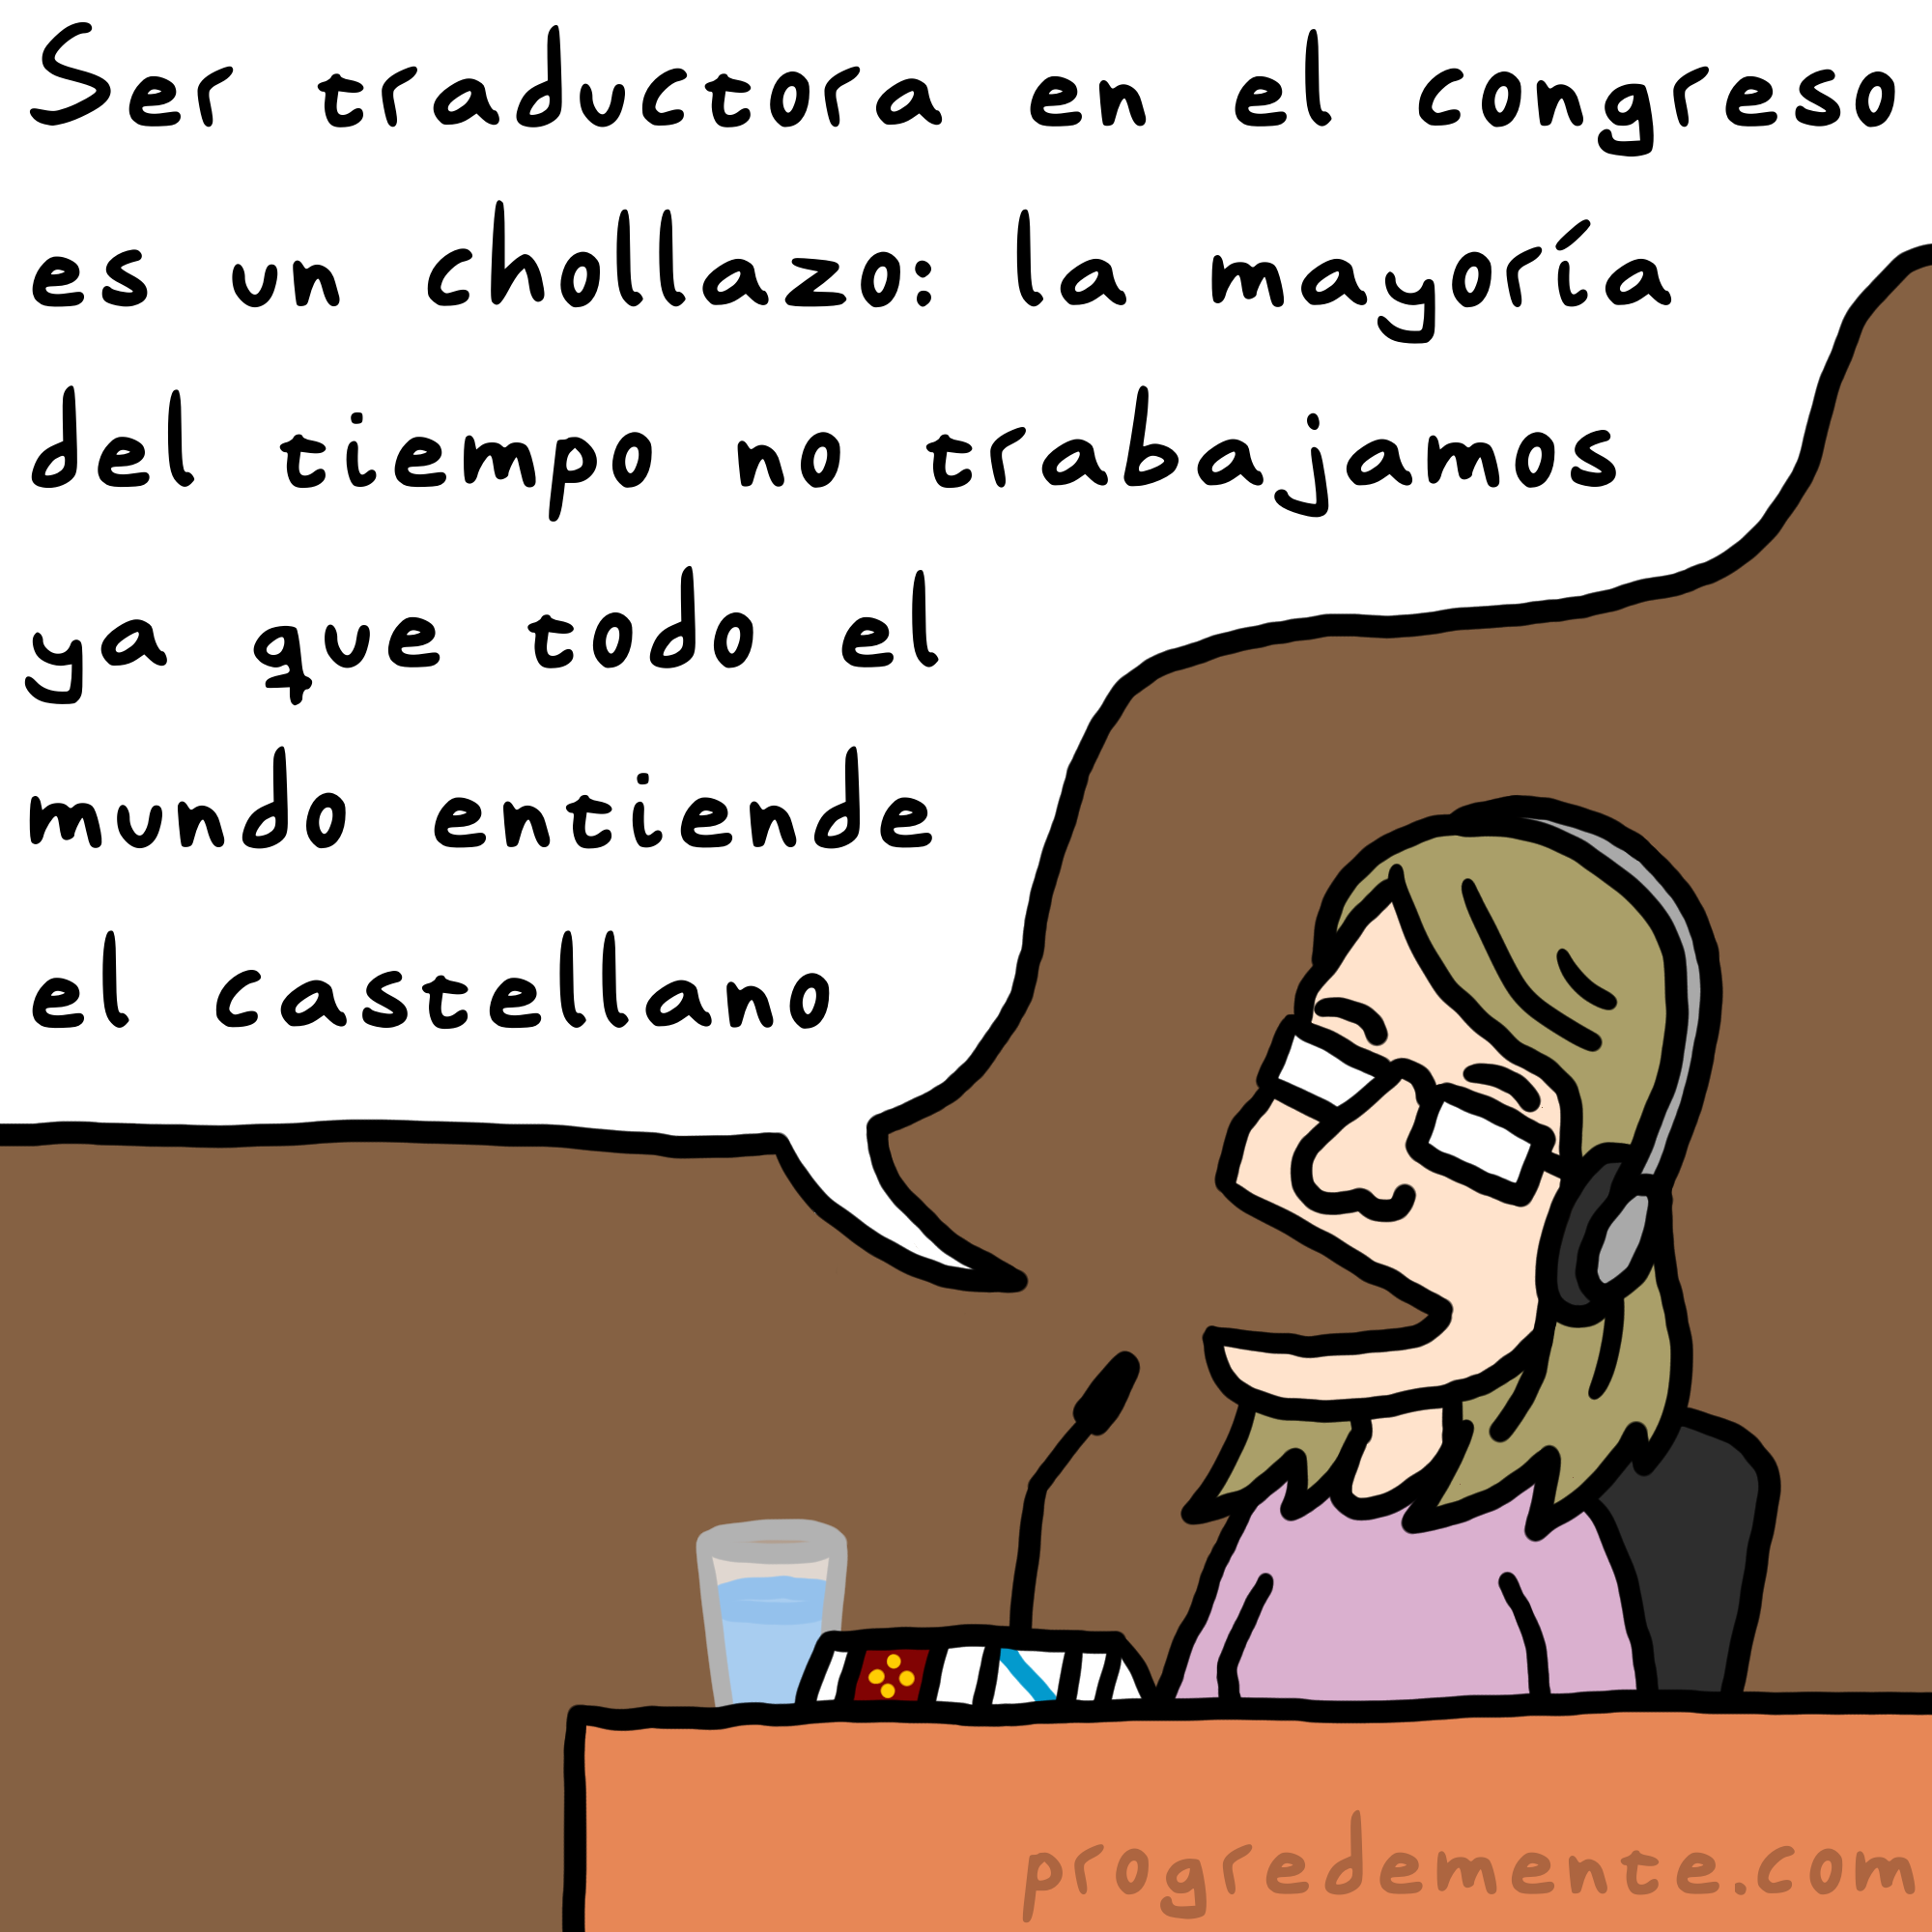 Ser traductora en el congreso
es un chollazo: la mayoría
del tiempo no trabajamos
ya que todo el
mundo entiende
el castellano
progredemente.com